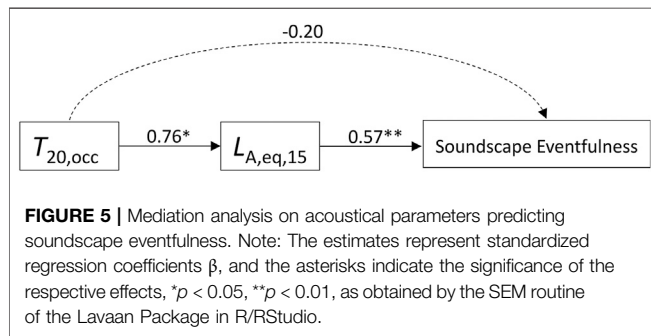 -0.20
T20,occ
0.76*
LA,eq,15
0.57**
Soundscape Eventfulness
FIGURE 5 | Mediation analysis on acoustical parameters predicting
soundscape eventfulness. Note: The estimates represent standardized
regression coefficients β, and the asterisks indicate the significance of the
respective effects, *p < 0.05, **p < 0.01, as obtained by the SEM routine
of the Lavaan Package in R/RStudio.